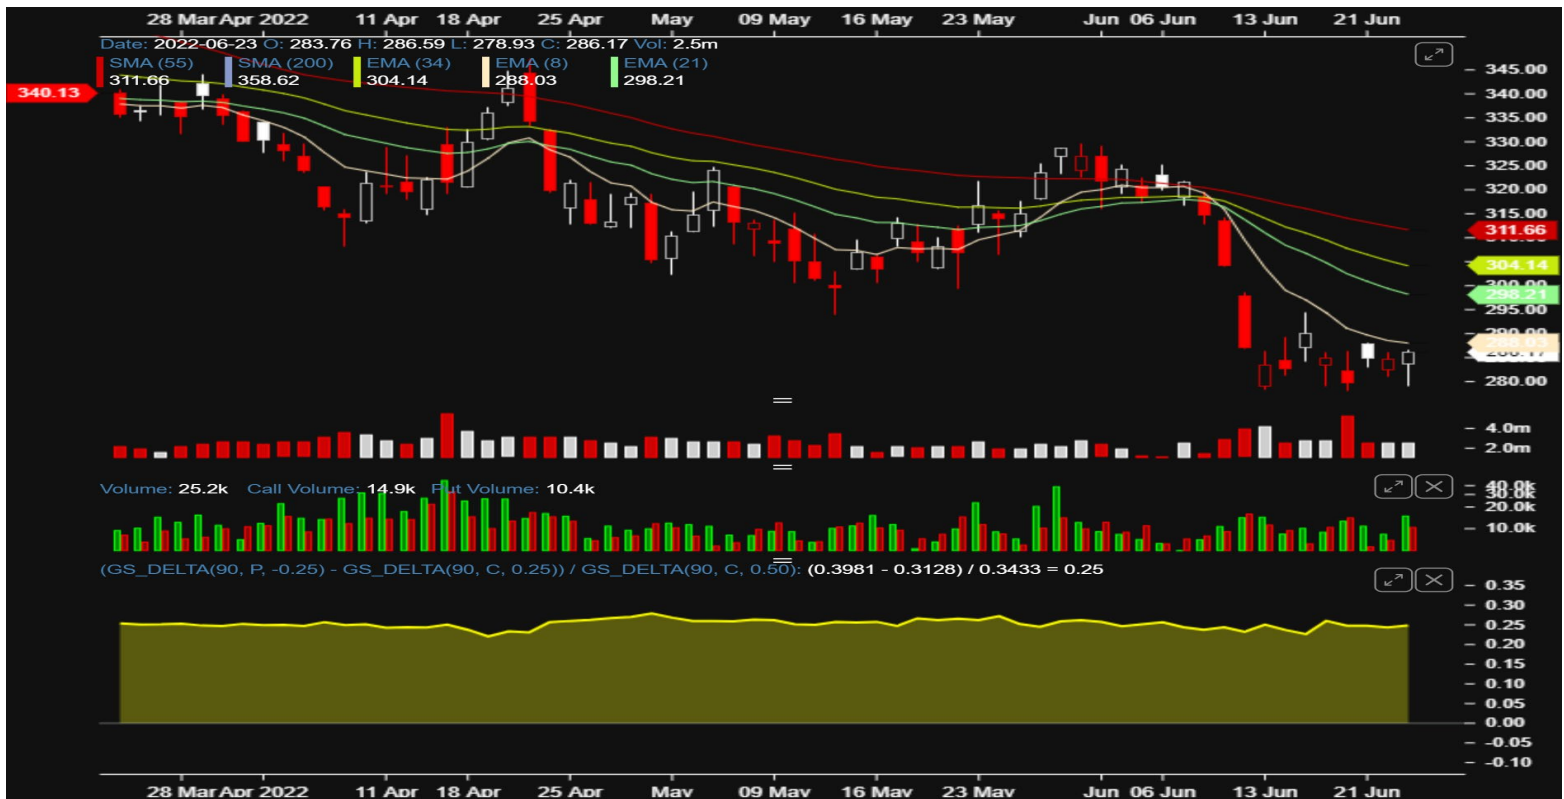 28 Mar Apr 2022 11 Apr 18 Apr 25 Apr May 09 May 16 May 23 May Jun 06 Jun 13 Jun 21 Jun
Date: 2022-06-23 O: 283.76 H: 286.59 L: 278.93 C: 286.17 Vol: 2.5m
SMA (55) SMA (200) EMA (34) EMA (8) EMA (21)
311.66 358.62 304.14 288.03 298.21
340.13
345.00
340.00
335.00
330.00
325.00
320.00
315.00
311.66
304.14
300.00
298.21
295.00
290.00
288.03
286.17
280.00
4.0m
2.0m
Volume: 25.2k Call Volume: 14.9k Put Volume: 10.4k
40.0k
30.0k
20.0k
10.0k
(GS_DELTA(90, P, -0.25) - GS_DELTA(90, C, 0.25)) / GS_DELTA(90, C, 0.50): (0.3981 - 0.3128) / 0.3433 = 0.25
0.35
0.30
0.25
0.20
0.15
0.10
0.05
0.00
-0.05
-0.10
28 Mar Apr 2022 11 Apr 18 Apr 25 Apr May 09 May 16 May 23 May Jun 06 Jun 13 Jun 21 Jun